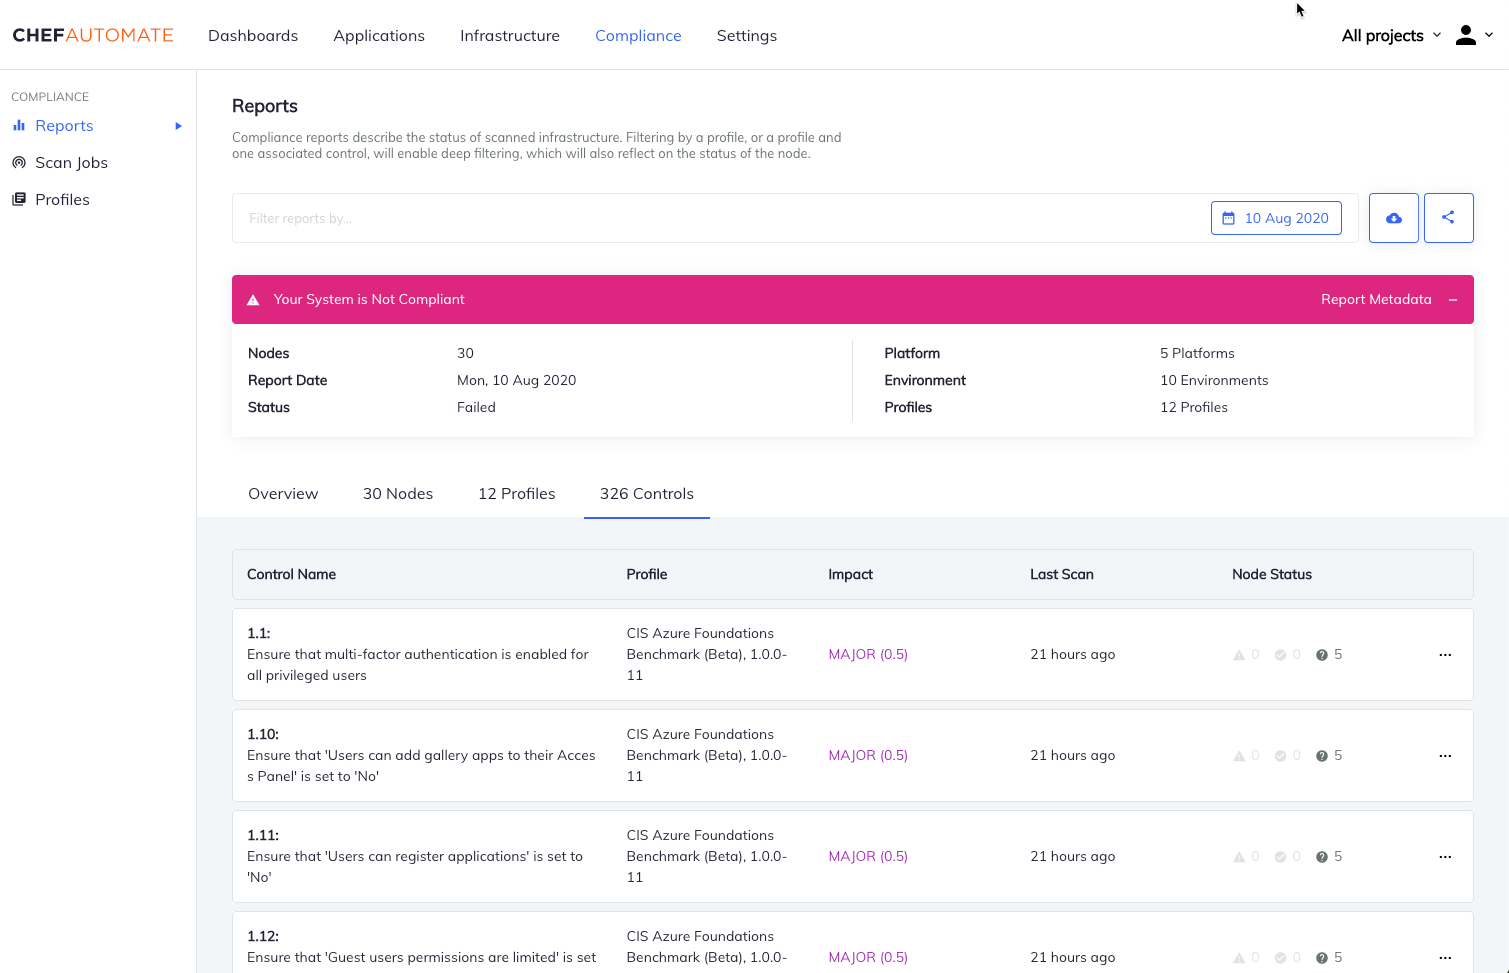 CHEFAUTOMATE Dashboards Applications Infrastructure Compliance Settings All projects
COMPLIANCE
Reports
Scan Jobs
Profiles
Reports
Compliance reports describe the status of scanned infrastructure. Filtering by a profile, or a profile and
one associated control, will enable deep filtering, which will also reflect on the status of the node.
Filter reports by... 10 Aug 2020
Your System is Not Compliant Report Metadata
Nodes 30 Platform 5 Platforms
Report Date Mon, 10 Aug 2020 Environment 10 Environments
Status Failed Profiles 12 Profiles
Overview 30 Nodes 12 Profiles 326 Controls
Control Name Profile Impact Last Scan Node Status
1.1: CIS Azure Foundations
Ensure that multi-factor authentication is enabled for Benchmark (Beta), 1.0.0- MAJOR (0.5) 21 hours ago 0 0 5 ...
all privileged users 11
1.10: CIS Azure Foundations
Ensure that 'Users can add gallery apps to their Acces Benchmark (Beta), 1.0.0- MAJOR (0.5) 21 hours ago 0 0 5 ...
s Panel' is set to 'No' 11
1.11: CIS Azure Foundations
Ensure that 'Users can register applications' is set to Benchmark (Beta), 1.0.0- MAJOR (0.5) 21 hours ago 0 0 5 ...
'No' 11
1.12: CIS Azure Foundations
Ensure that 'Guest users permissions are limited' is set Benchmark (Beta), 1.0.0- MAJOR (0.5) 21 hours ago 0 0 5 ...